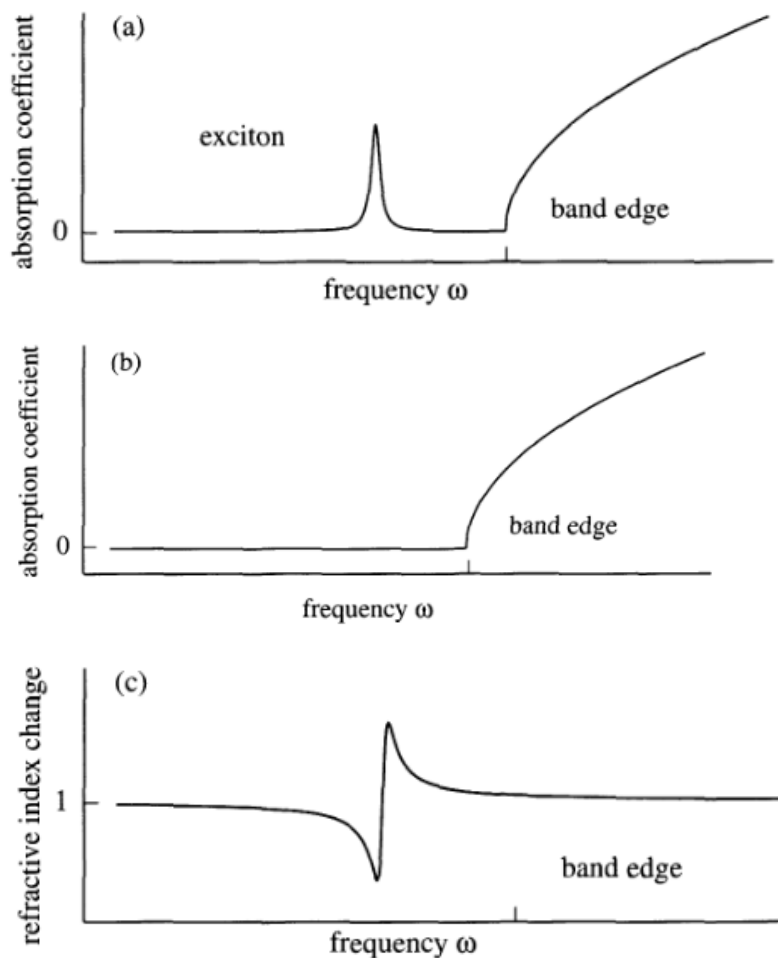 (a)
absorption coefficient
exciton
0
band edge
frequency ω
(b)
absorption coefficient
0
band edge
frequency ω
(c)
refractive index change
1
band edge
frequency ω